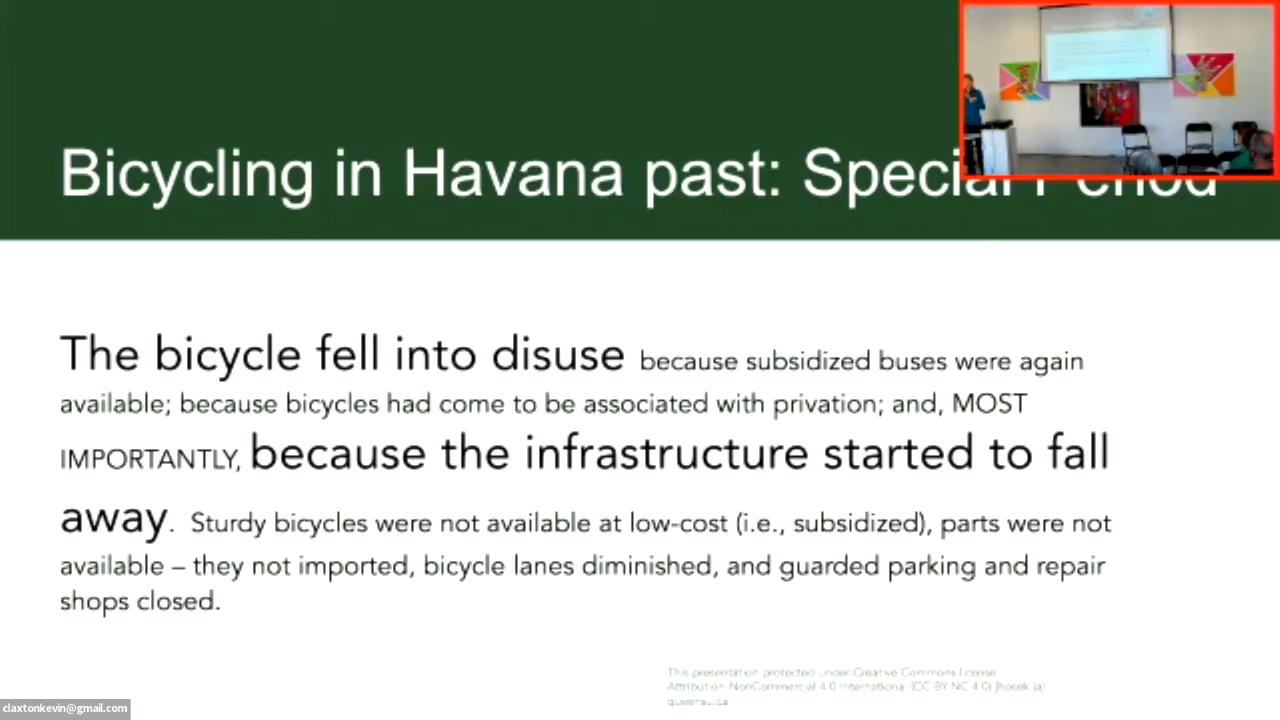 Bicycling in Havana past: Special Period
The bicycle fell into disuse because subsidized buses were again
available; because bicycles had come to be associated with privation; and, MOST
IMPORTANTLY, because the infrastructure started to fall
away. Sturdy bicycles were not available at low-cost (i.e., subsidized), parts were not
available – they not imported, bicycle lanes diminished, and guarded parking and repair
shops closed.
This presentation protected under Creative Commons license
Attribution-NonCommercial 4.0 International (CC BY-NC 4.0)
claxtonkevin@gmail.com